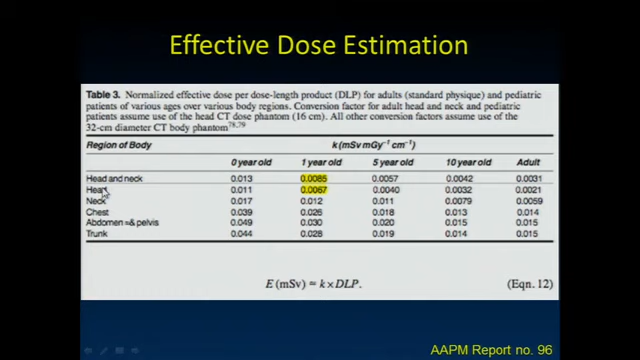 Effective Dose Estimation
Table 3. Normalized effective dose per dose-length product (DLP) for adults (standard physique) and pediatric
patients of various ages over various body regions. Conversion factor for adult head and neck and pediatric
patients assume use of the head CT dose phantom (16 cm). All other conversion factors assume use of the
32-cm diameter CT body phantom78,79
Region of Body k (mSv mGy-1 cm-1)
0 year old 1 year old 5 year old 10 year old Adult
Head and neck 0.013 0.0085 0.0057 0.0042 0.0031
Head 0.011 0.0067 0.0040 0.0032 0.0021
Neck 0.017 0.012 0.011 0.0079 0.0059
Chest 0.039 0.026 0.018 0.013 0.014
Abdomen & pelvis 0.049 0.030 0.020 0.015 0.015
Trunk 0.044 0.028 0.019 0.014 0.015
E (mSv) ≈ k × DLP. (Eqn. 12)
AAPM Report no. 96